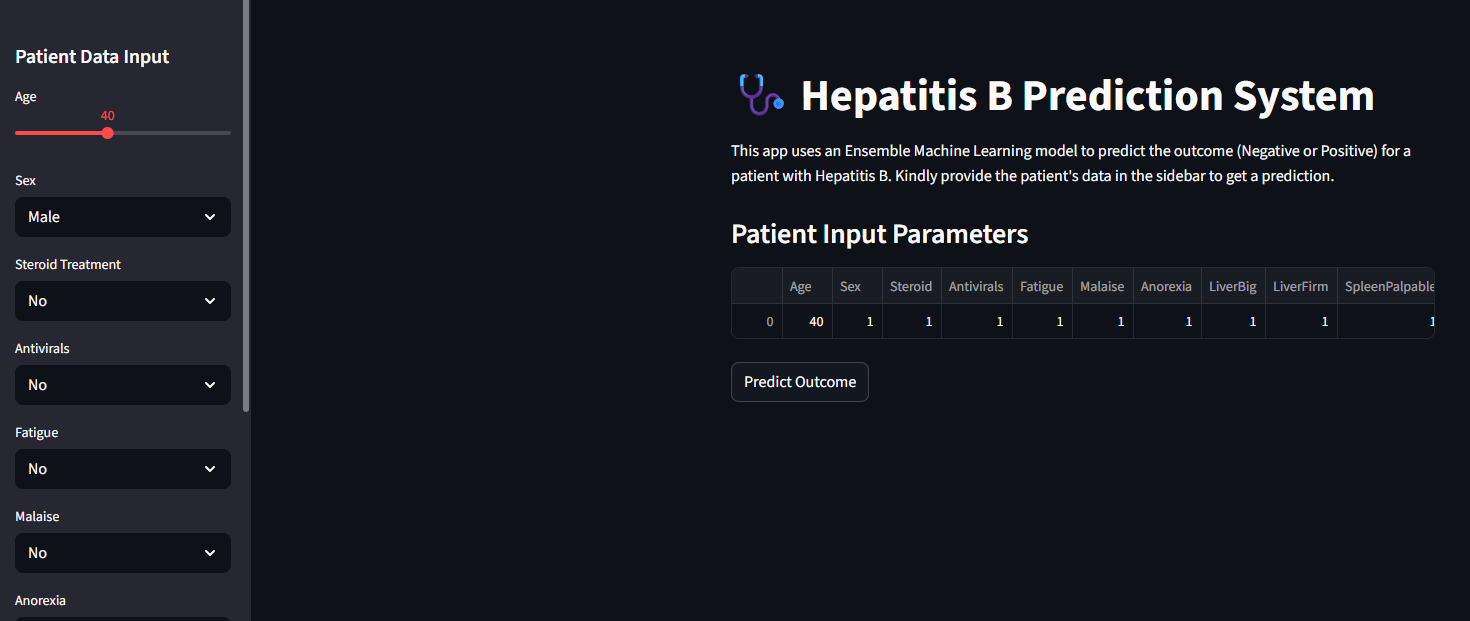 Patient Data Input
Age
40
Sex
Male
Steroid Treatment
No
Antivirals
No
Fatigue
No
Malaise
No
Anorexia
Hepatitis B Prediction System
This app uses an Ensemble Machine Learning model to predict the outcome (Negative or Positive) for a
patient with Hepatitis B. Kindly provide the patient's data in the sidebar to get a prediction.
Patient Input Parameters
Age Sex Steroid Antivirals Fatigue Malaise Anorexia LiverBig LiverFirm SpleenPalpable
0 40 1 1 1 1 1 1 1 1 1
Predict Outcome